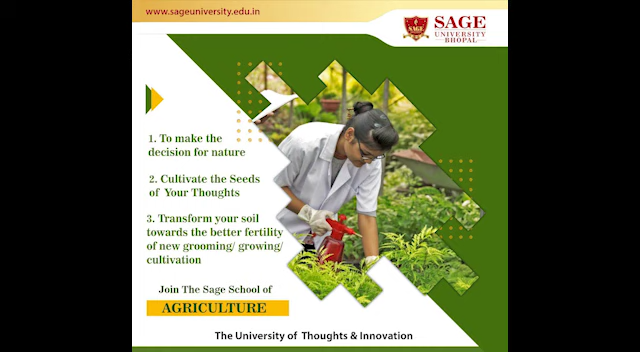 www.sageuniversity.edu.in
SAGE
SAGE
UNIVERSITY
BHOPAL
1. To make the
decision for nature
2. Cultivate the Seeds
of Your Thoughts
3. Transform your soil
towards the better fertility
of new grooming/ growing/
cultivation
Join The Sage School of
AGRICULTURE
The University of Thoughts & Innovation